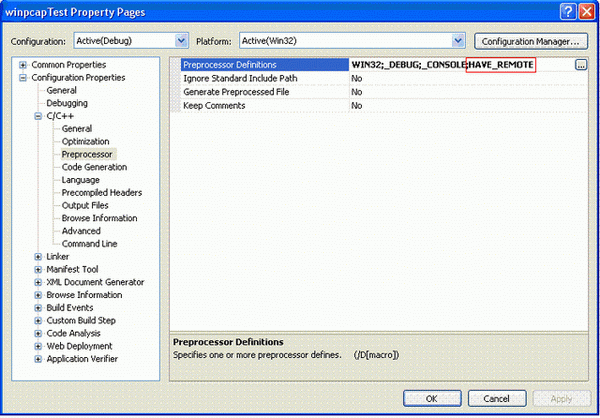 winpcapTest Property Pages
Configuration: Active(Debug) Platform: Active(Win32) Configuration Manager...
Common Properties
Configuration Properties
General
Debugging
C/C++
General
Optimization
Preprocessor
Code Generation
Language
Precompiled Headers
Output Files
Browse Information
Advanced
Command Line
Linker
Manifest Tool
XML Document Generator
Browse Information
Build Events
Custom Build Step
Code Analysis
Web Deployment
Application Verifier
Preprocessor Definitions WIN32;_DEBUG;_CONSOLE;HAVE_REMOTE ...
Ignore Standard Include Path No
Generate Preprocessed File No
Keep Comments No
Preprocessor Definitions
Specifies one or more preprocessor defines. (/D[macro])
OK Cancel Apply